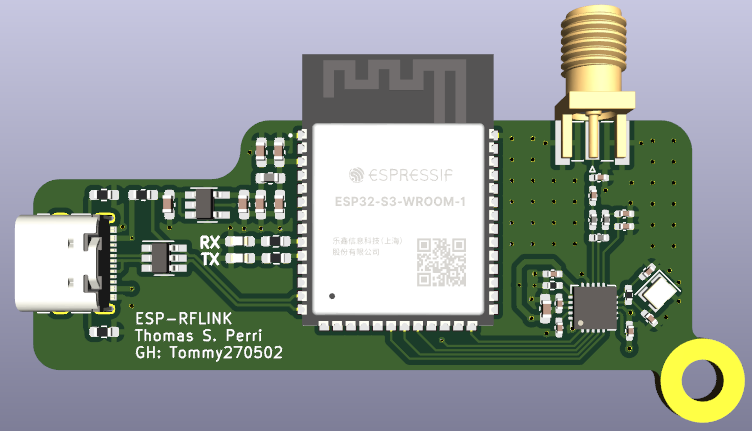 ESPRESSIF
ESP32-S3-WROOM-1
乐鑫信息科技(上海)
股份有限公司
RX
TX
ESP-RFLINK
Thomas S. Perri
GH: Tommy270502